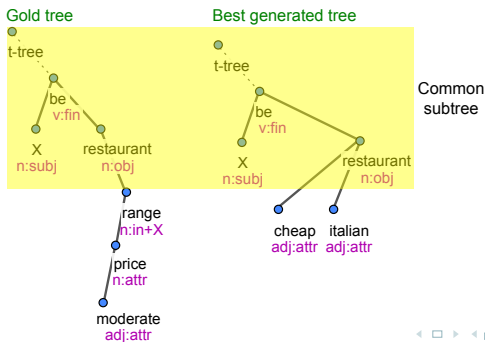 Gold tree
t-tree
be
v:fin
X
n:subj
restaurant
n:obj
range
n:in+X
price
n:attr
moderate
adj:attr
Best generated tree
t-tree
be
v:fin
X
n:subj
restaurant
n:obj
cheap
adj:attr
italian
adj:attr
Common
subtree